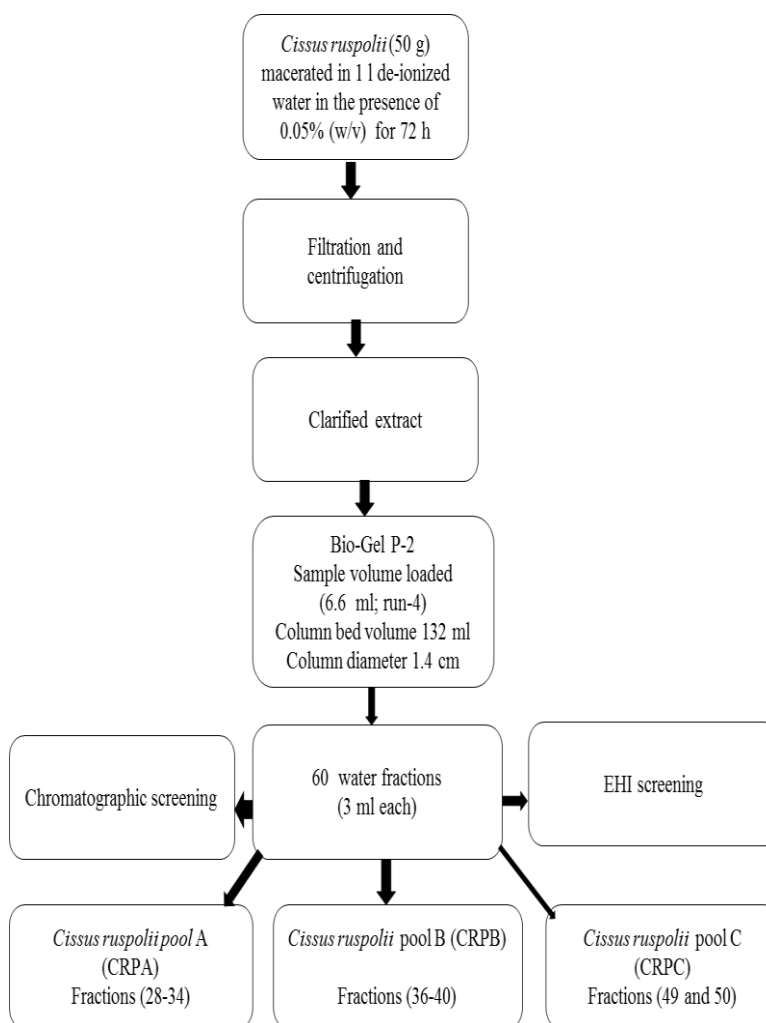 Cissus ruspolii (50 g)
macerated in 1 l de-ionized
water in the presence of
0.05% (w/v) for 72 h
Filtration and
centrifugation
Clarified extract
Bio-Gel P-2
Sample volume loaded
(6.6 ml; run-4)
Column bed volume 132 ml
Column diameter 1.4 cm
Chromatographic screening
60 water fractions
(3 ml each)
EHI screening
Cissus ruspolii pool A
(CRPA)
Fractions (28-34)
Cissus ruspolii pool B (CRPB)
Fractions (36-40)
Cissus ruspolii pool C
(CRPC)
Fractions (49 and 50)